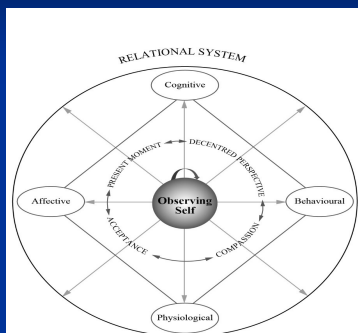 RELATIONAL SYSTEM
Cognitive
PRESENT MOMENT
DECENTRED PERSPECTIVE
Affective
Observing
Self
Behavioural
ACCEPTANCE
COMPASSION
Physiological